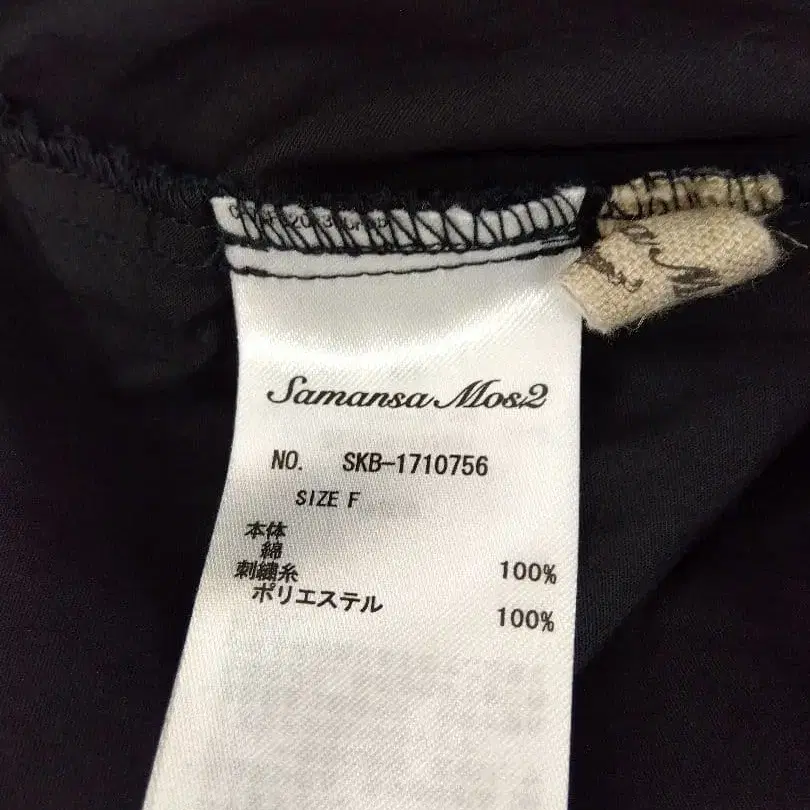 Samansa Mos2
NO. SKB-1710756
SIZE F
本体
綿 100%
刺繍糸
ポリエステル 100%